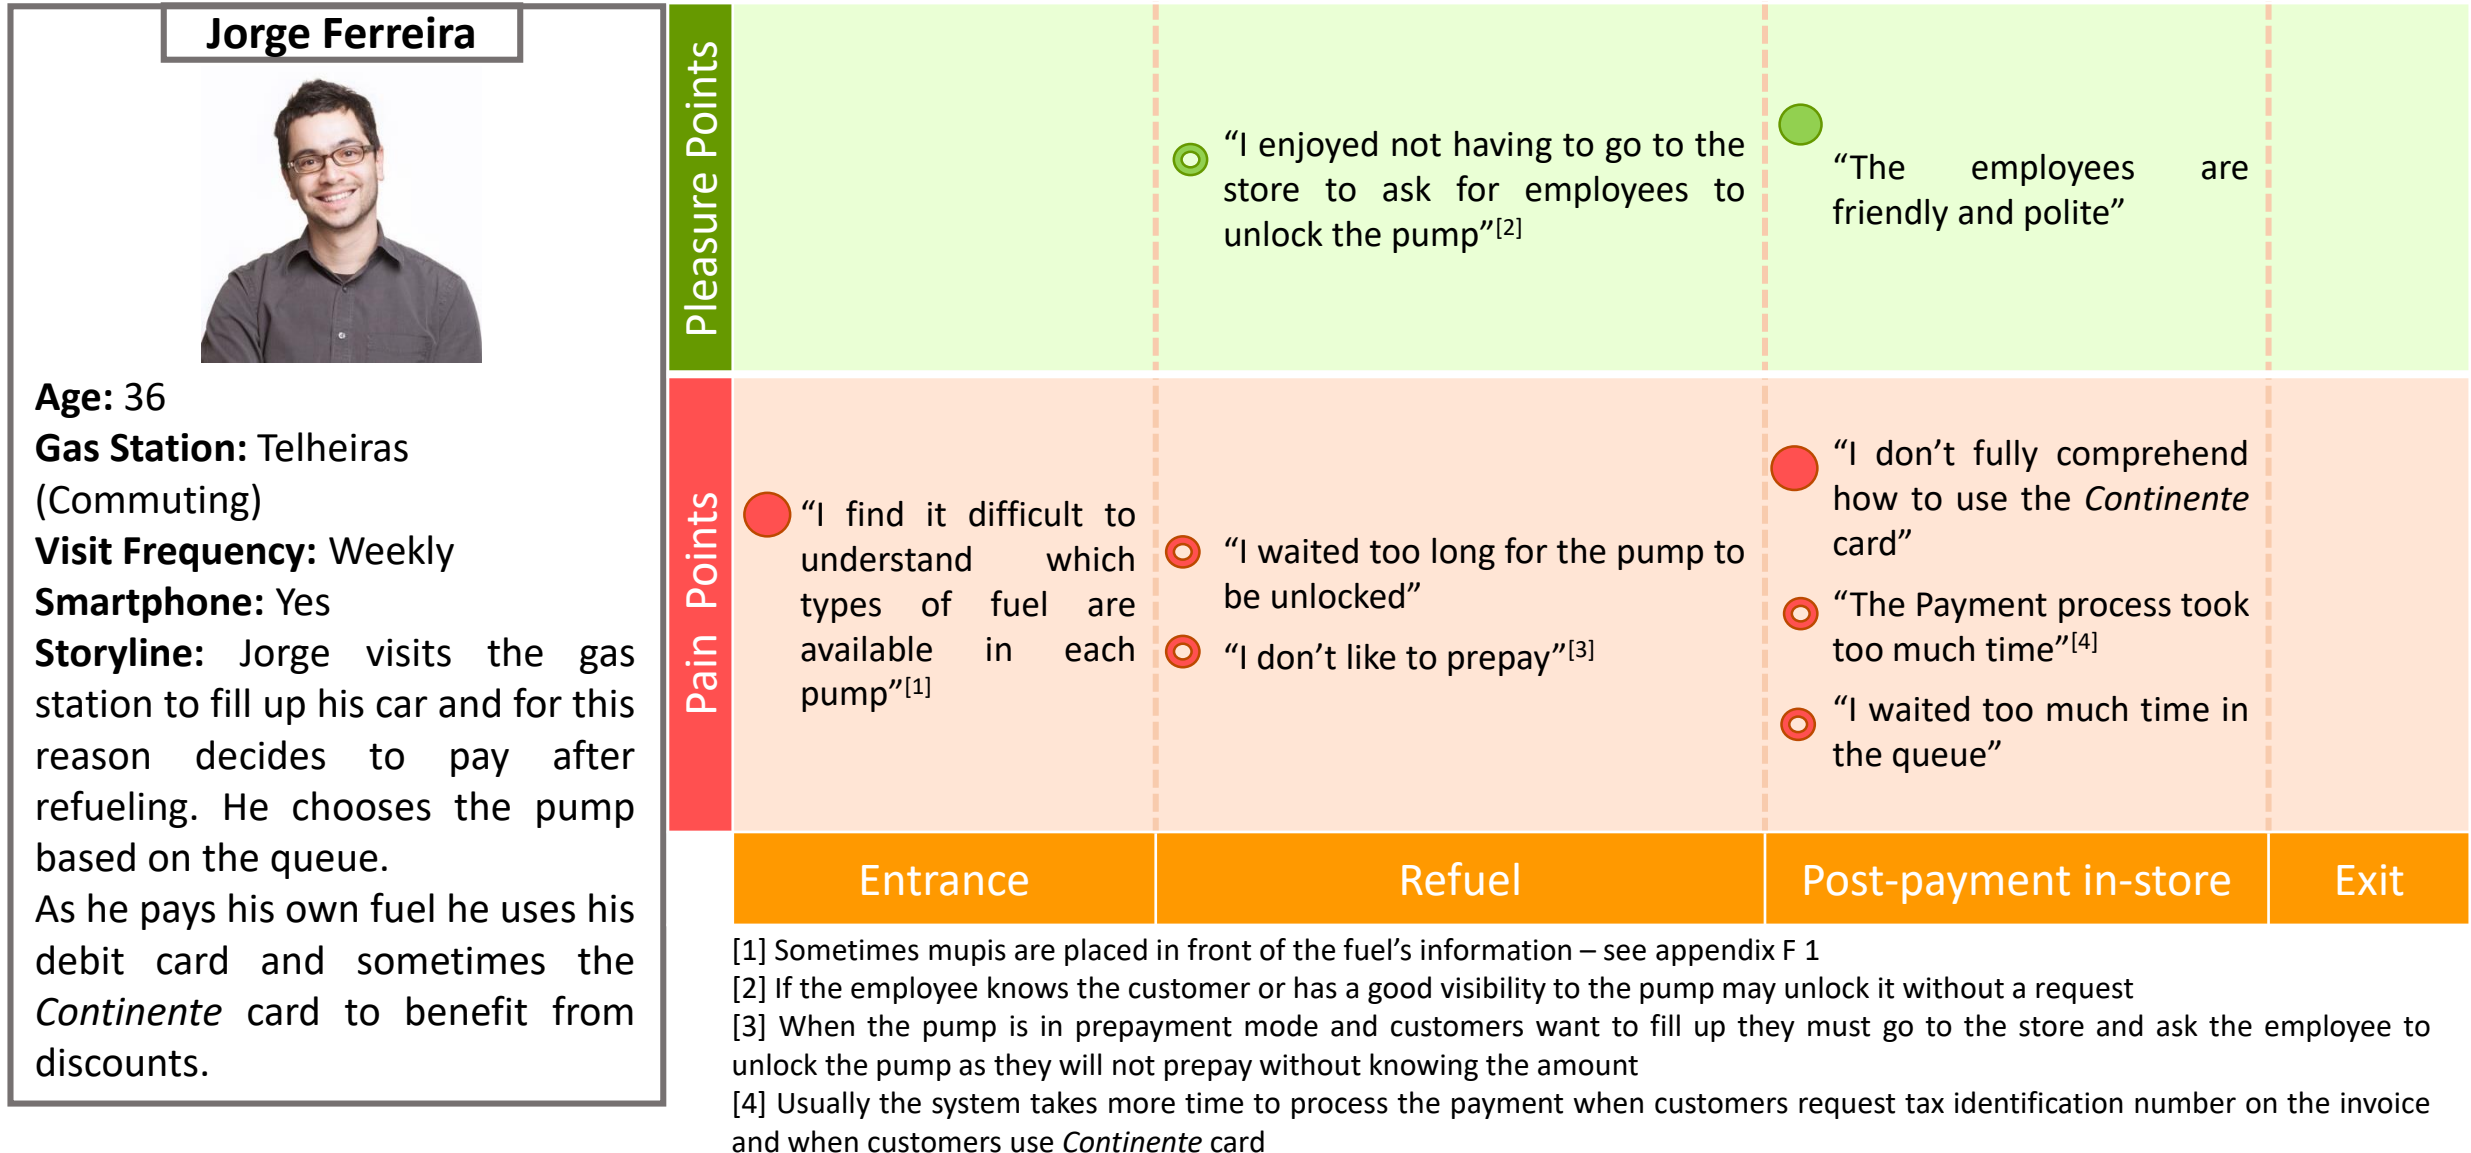 Jorge Ferreira
Age: 36
Gas Station: Telheiras
(Commuting)
Visit Frequency: Weekly
Smartphone: Yes
Storyline: Jorge visits the gas
station to fill up his car and for this
reason decides to pay after
refueling. He chooses the pump
based on the queue.
As he pays his own fuel he uses his
debit card and sometimes the
Continente card to benefit from
discounts.
Pleasure Points
“I enjoyed not having to go to the
store to ask for employees to
unlock the pump”[2]
“The employees are
friendly and polite”
Pain Points
“I find it difficult to
understand which
types of fuel are
available in each
pump”[1]
“I waited too long for the pump to
be unlocked”
“I don’t like to prepay”[3]
“I don’t fully comprehend
how to use the Continente
card”
“The Payment process took
too much time”[4]
“I waited too much time in
the queue”
Entrance
Refuel
Post-payment in-store
Exit
[1] Sometimes mupis are placed in front of the fuel’s information – see appendix F 1
[2] If the employee knows the customer or has a good visibility to the pump may unlock it without a request
[3] When the pump is in prepayment mode and customers want to fill up they must go to the store and ask the employee to
unlock the pump as they will not prepay without knowing the amount
[4] Usually the system takes more time to process the payment when customers request tax identification number on the invoice
and when customers use Continente card